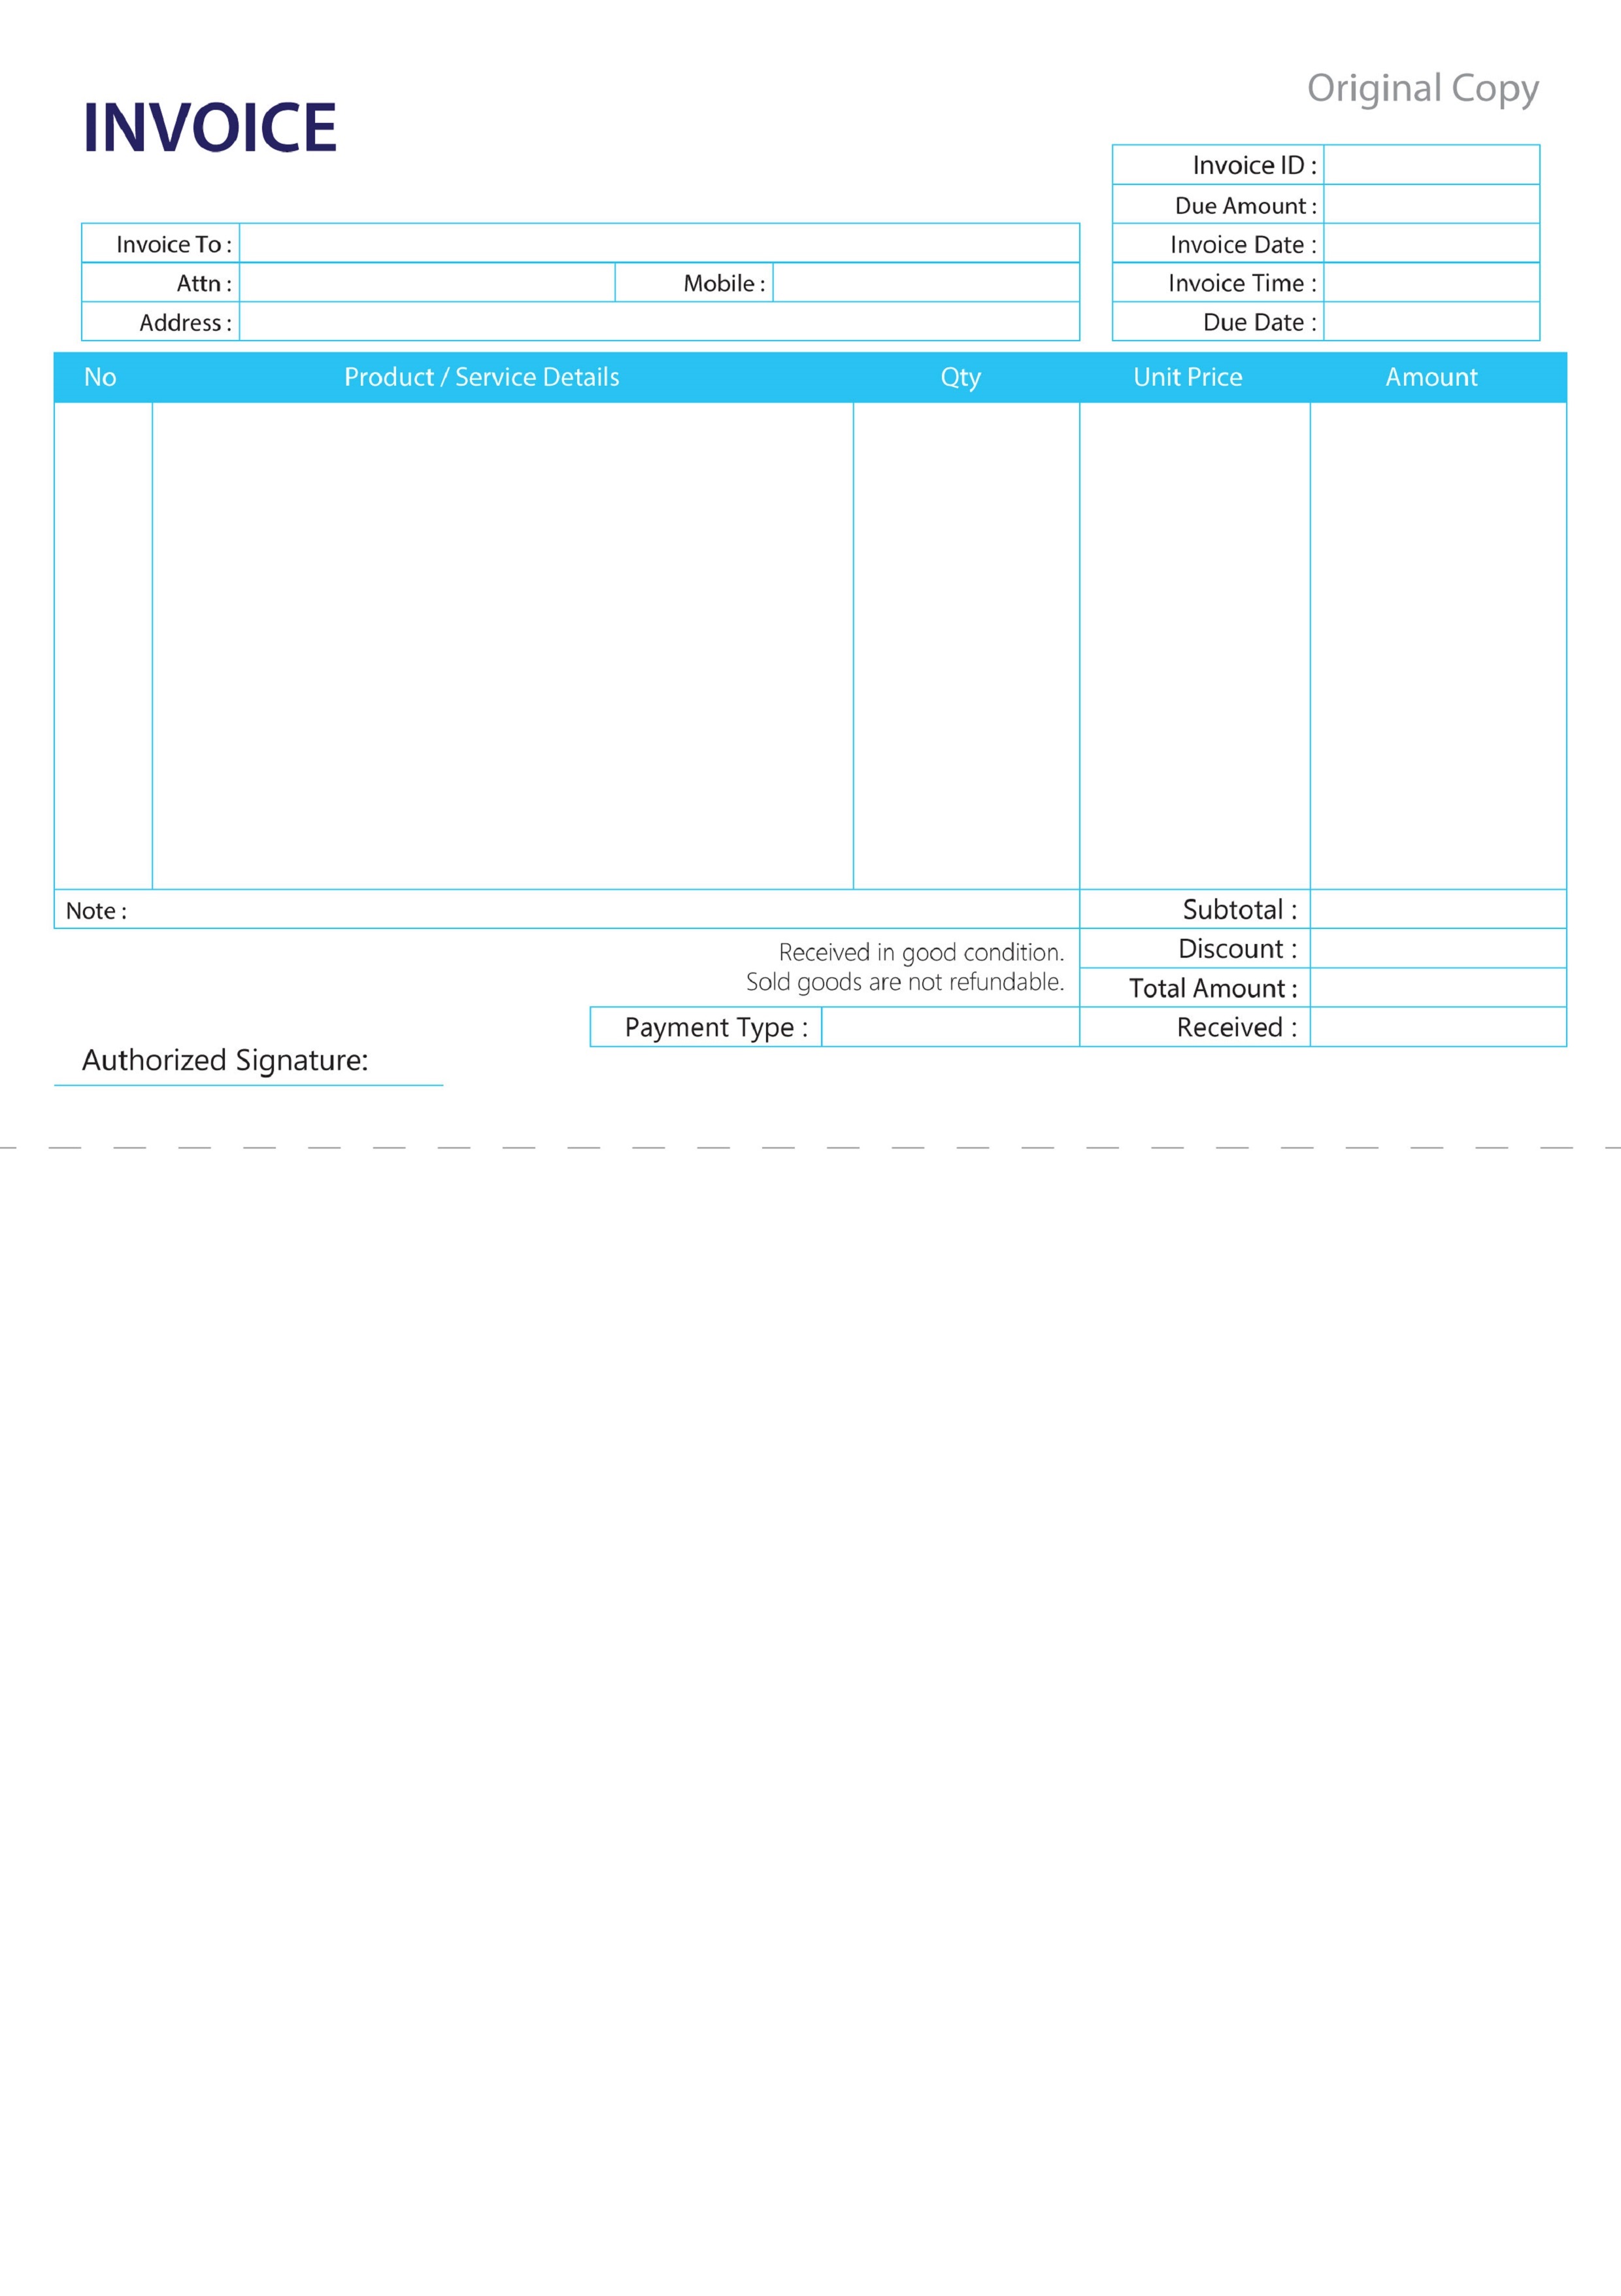 Original Copy
INVOICE
Invoice ID :
Due Amount :
Invoice To :
Invoice Date :
Attn :
Mobile :
Invoice Time :
Address :
Due Date :
No Product / Service Details Qty Unit Price Amount
Note :
Subtotal :
Received in good condition.
Discount :
Sold goods are not refundable.
Total Amount :
Payment Type :
Received :
Authorized Signature: